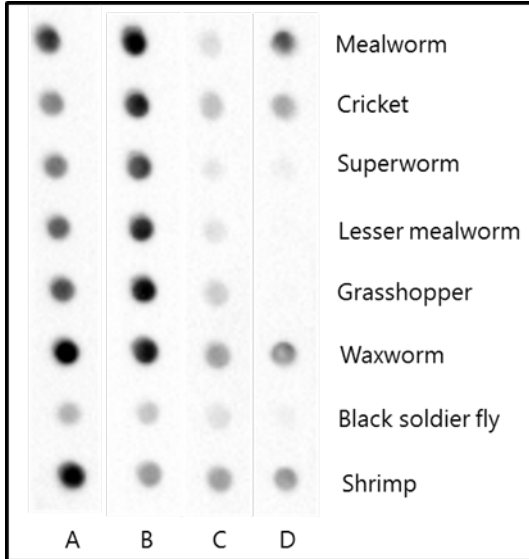 Mealworm
Cricket
Superworm
Lesser mealworm
Grasshopper
Waxworm
Black soldier fly
Shrimp
A B C D